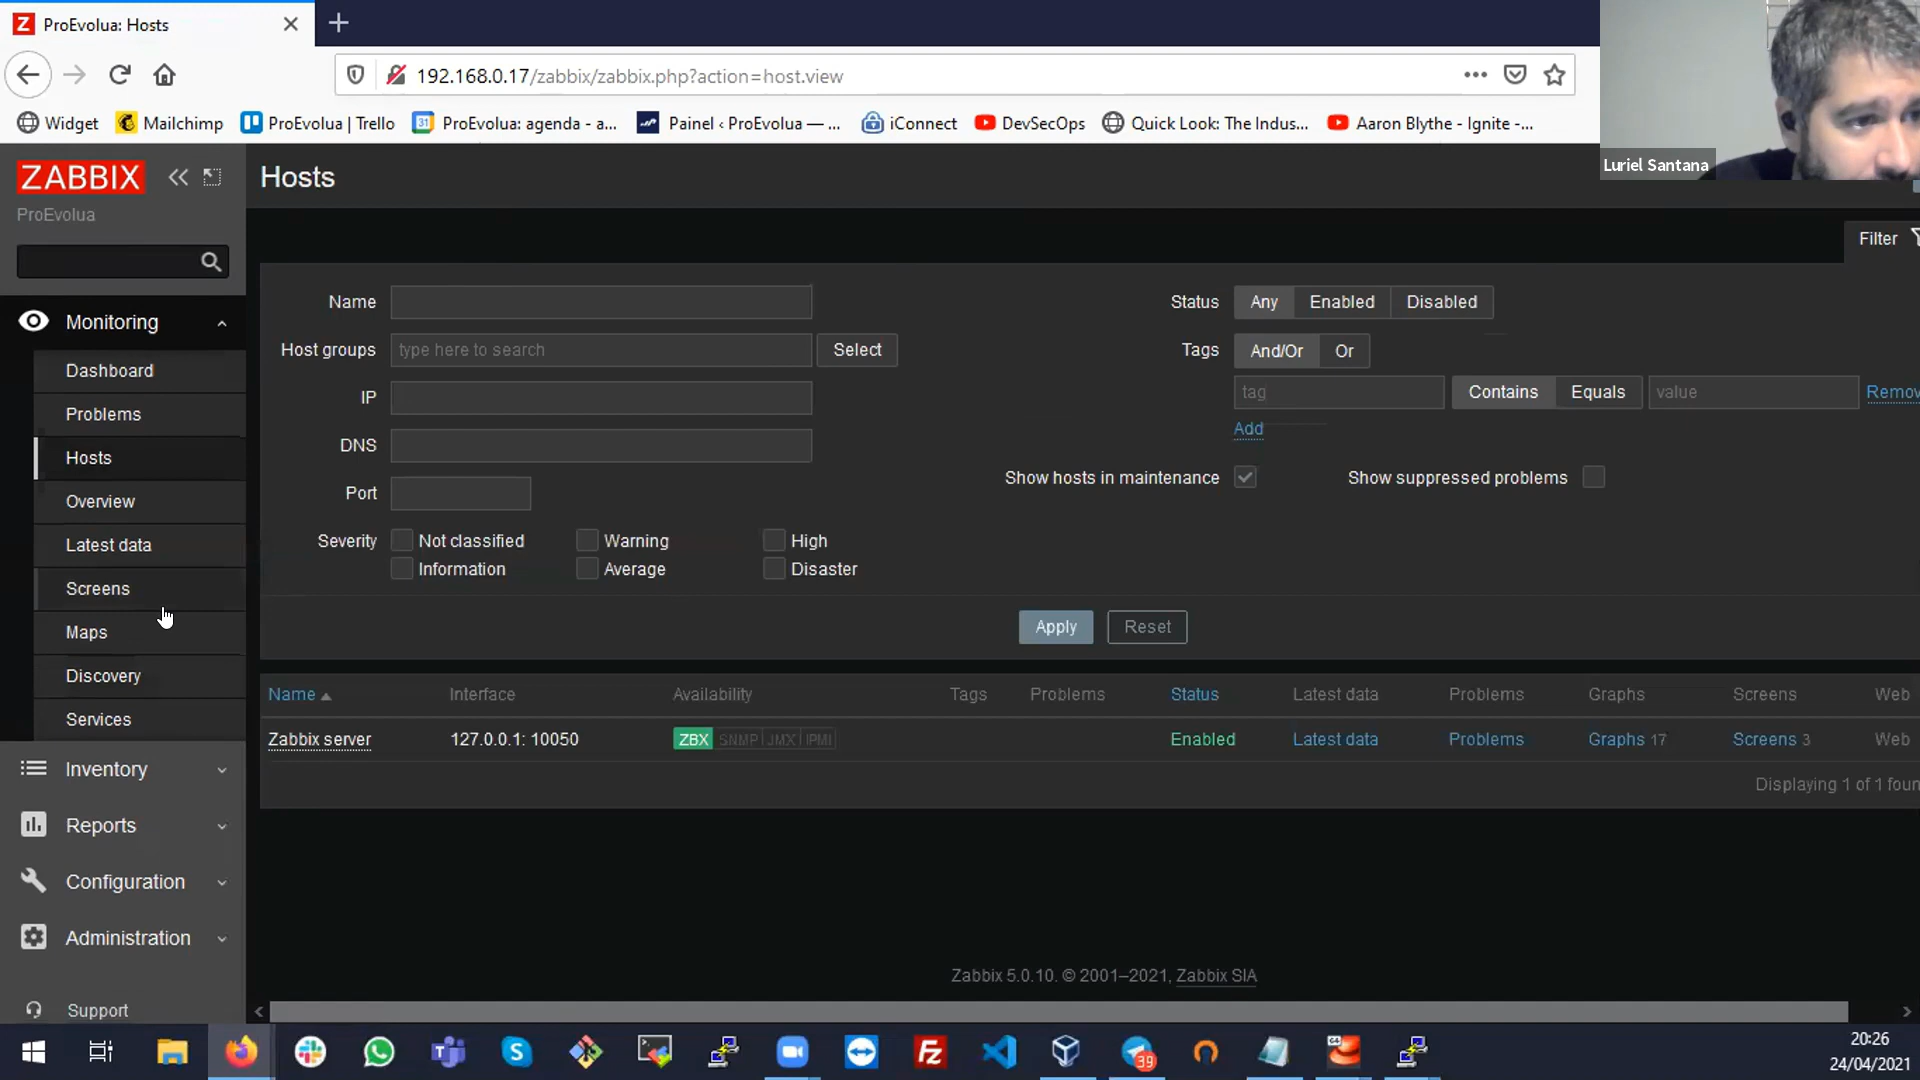 ProEvolua: Hosts
192.168.0.17/zabbix/zabbix.php?action=host.view
Widget Mailchimp ProEvolua | Trello ProEvolua: agenda - a... Painel ‹ ProEvolua — ... iConnect DevSecOps Quick Look: The Indus... Aaron Blythe - Ignite -...
Luriel Santana
ZABBIX
ProEvolua
Monitoring
Dashboard
Problems
Hosts
Overview
Latest data
Screens
Maps
Discovery
Services
Inventory
Reports
Configuration
Administration
Support
Hosts
Filter
Name
Host groups type here to search Select
IP
DNS
Port
Severity Not classified Warning High
Information Average Disaster
Status Any Enabled Disabled
Tags And/Or Or
tag Contains Equals value Remov
Add
Show hosts in maintenance Show suppressed problems
Apply Reset
Name Interface Availability Tags Problems Status Latest data Problems Graphs Screens Web
Zabbix server 127.0.0.1: 10050 ZBX SNMP JMX IPMI Enabled Latest data Problems Graphs 17 Screens 3 Web
Displaying 1 of 1 foun
Zabbix 5.0.10. © 2001–2021, Zabbix SIA
39
20:26
24/04/2021